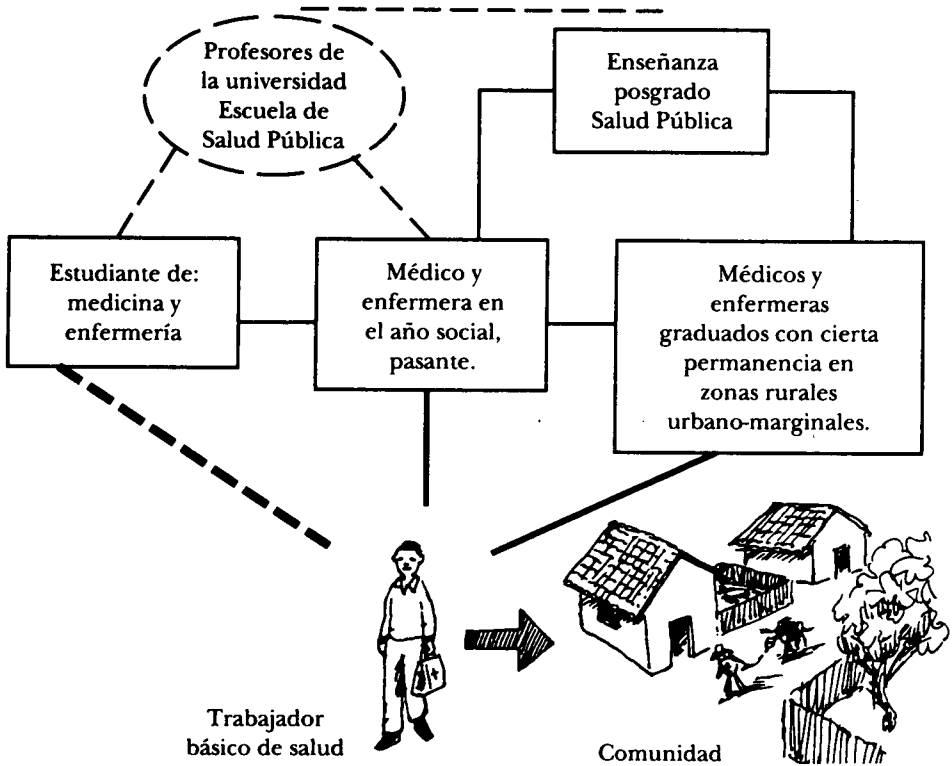 Profesores de
la universidad
Escuela de
Salud Pública
Enseñanza
posgrado
Salud Pública
Estudiante de:
medicina y
enfermería
Médico y
enfermera en
el año social,
pasante.
Médicos y
enfermeras
graduados con cierta
permanencia en
zonas rurales
urbano-marginales.
Trabajador
básico de salud
Comunidad